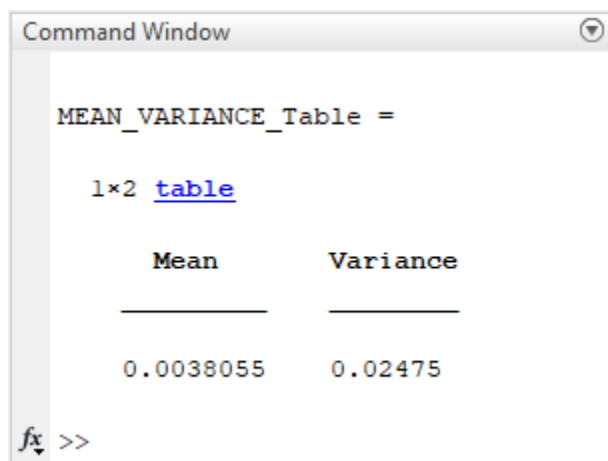 Command Window
MEAN_VARIANCE_Table =
1×2 table
Mean Variance
0.0038055 0.02475
fx >>